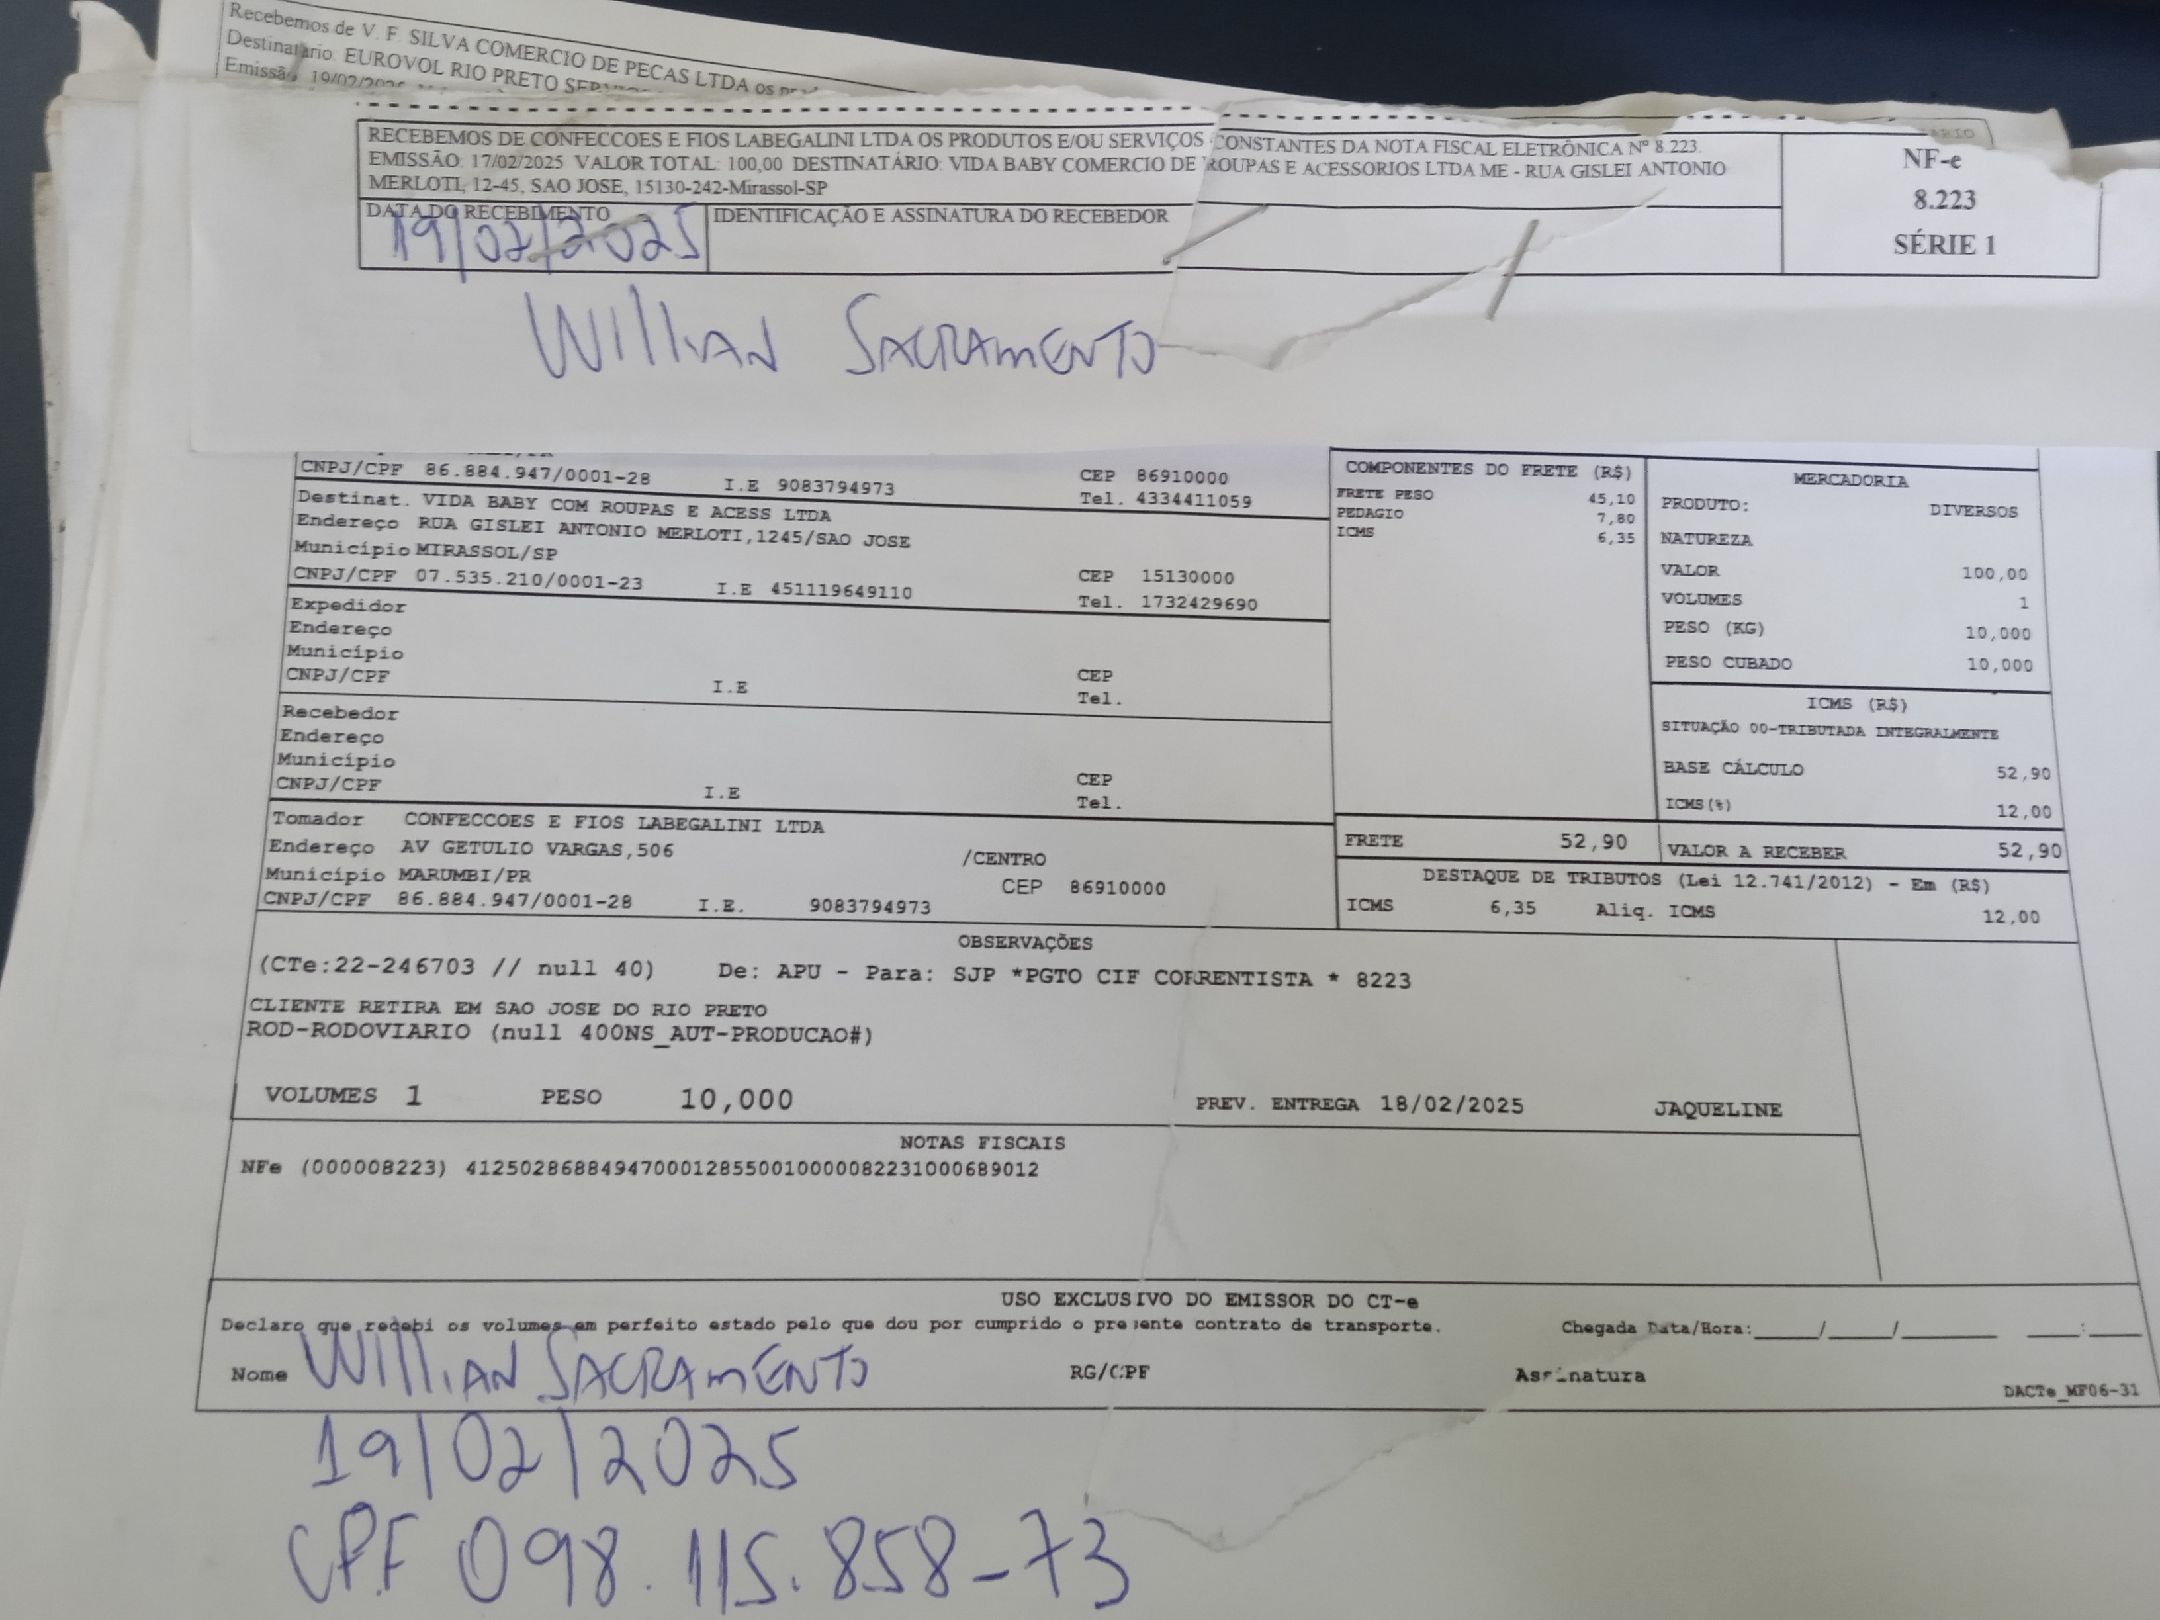 Recebemos de V. F. SILVA COMERCIO DE PECAS LTDA os
Destinatário: EUROVOL RIO PRETO
Emissão 19/02/2025
RECEBEMOS DE CONFECCOES E FIOS LABEGALINI LTDA OS PRODUTOS E/OU SERVIÇOS CONSTANTES DA NOTA FISCAL ELETRÔNICA Nº 8.223.
EMISSÃO: 17/02/2025 VALOR TOTAL: 100,00 DESTINATÁRIO: VIDA BABY COMERCIO DE ROUPAS E ACESSORIOS LTDA ME - RUA GISLEI ANTONIO
MERLOTI, 12-45, SAO JOSE, 15130-242-Mirassol-SP
NF-e
8.223
SÉRIE 1
DATA DO RECEBIMENTO
19/02/2025
IDENTIFICAÇÃO E ASSINATURA DO RECEBEDOR
WILLIAN SACRAMENTO
CNPJ/CPF 86.884.947/0001-28 I.E 9083794973 CEP 86910000
Tel. 4334411059
Destinat. VIDA BABY COM ROUPAS E ACESS LTDA
Endereço RUA GISLEI ANTONIO MERLOTI,1245/SAO JOSE
Município MIRASSOL/SP CEP 15130000
CNPJ/CPF 07.535.210/0001-23 I.E 451119649110 Tel. 1732429690
Expedidor
Endereço
Município CEP
CNPJ/CPF I.E Tel.
Recebedor
Endereço
Município CEP
CNPJ/CPF I.E Tel.
Tomador CONFECCOES E FIOS LABEGALINI LTDA
Endereço AV GETULIO VARGAS,506 /CENTRO
Município MARUMBI/PR CEP 86910000
CNPJ/CPF 86.884.947/0001-28 I.E. 9083794973
COMPONENTES DO FRETE (R$)
FRETE PESO 45,10
PEDAGIO 7,80
ICMS 6,35
MERCADORIA
PRODUTO: DIVERSOS
NATUREZA
VALOR 100,00
VOLUMES 1
PESO (KG) 10,000
PESO CUBADO 10,000
ICMS (R$)
SITUAÇÃO 00-TRIBUTADA INTEGRALMENTE
BASE CÁLCULO 52,90
ICMS(%) 12,00
FRETE 52,90 VALOR A RECEBER 52,90
DESTAQUE DE TRIBUTOS (Lei 12.741/2012) - Em (R$)
ICMS 6,35 Aliq. ICMS 12,00
OBSERVAÇÕES
(CTe:22-246703 // null 40) De: APU - Para: SJP *PGTO CIF CORRENTISTA * 8223
CLIENTE RETIRA EM SAO JOSE DO RIO PRETO
ROD-RODOVIARIO (null 400NS_AUT-PRODUCAO#)
VOLUMES 1 PESO 10,000 PREV. ENTREGA 18/02/2025 JAQUELINE
NOTAS FISCAIS
NFe (000008223) 41250286884947000128550010000082231000689012
USO EXCLUSIVO DO EMISSOR DO CT-e
Declaro que recebi os volumes em perfeito estado pelo que dou por cumprido o presente contrato de transporte. Chegada Data/Hora:____/____/______ ___:___
Nome WILLIAN SACRAMENTO RG/CPF Assinatura
DACTe_MF06-31
19/02/2025
CPF 098.115.858-73